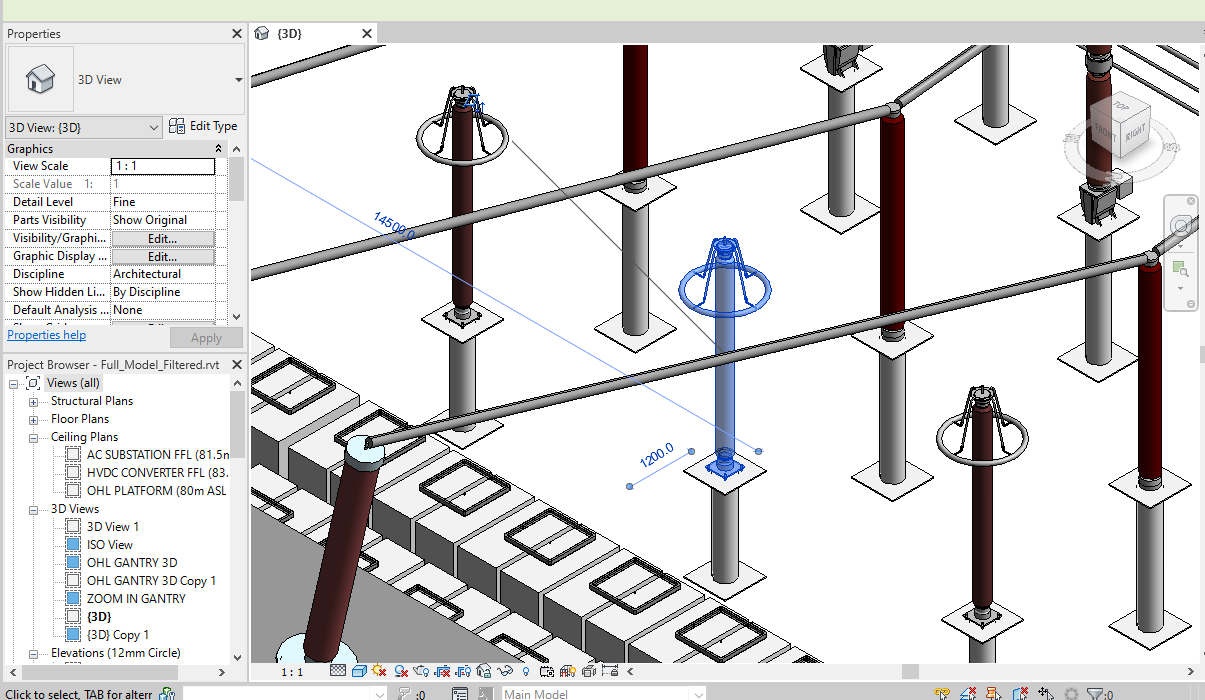 Properties
{3D}
3D View
3D View: {3D}
Edit Type
Graphics
View Scale
1 : 1
Scale Value 1:
1
Detail Level
Fine
Parts Visibility
Show Original
Visibility/Graphi...
Edit...
Graphic Display ...
Edit...
Discipline
Architectural
Show Hidden Li...
By Discipline
Default Analysis ...
None
Properties help
Apply
Project Browser - Full_Model_Filtered.rvt
Views (all)
Structural Plans
Floor Plans
Ceiling Plans
AC SUBSTATION FFL (81.5n
HVDC CONVERTER FFL (83.
OHL PLATFORM (80m ASL
3D Views
3D View 1
ISO View
OHL GANTRY 3D
OHL GANTRY 3D Copy 1
ZOOM IN GANTRY
{3D}
{3D} Copy 1
Elevations (12mm Circle)
14500.0
1200.0
TOP
FRONT
RIGHT
1 : 1
Click to select, TAB for alterr
:0
Main Model
:0